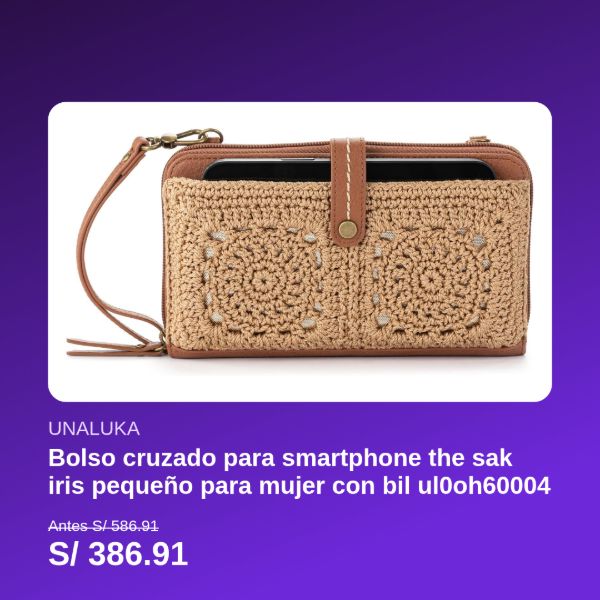 UNALUKA
Bolso cruzado para smartphone the sak
iris pequeño para mujer con bil ul0oh60004
Antes S/ 586.91
S/ 386.91